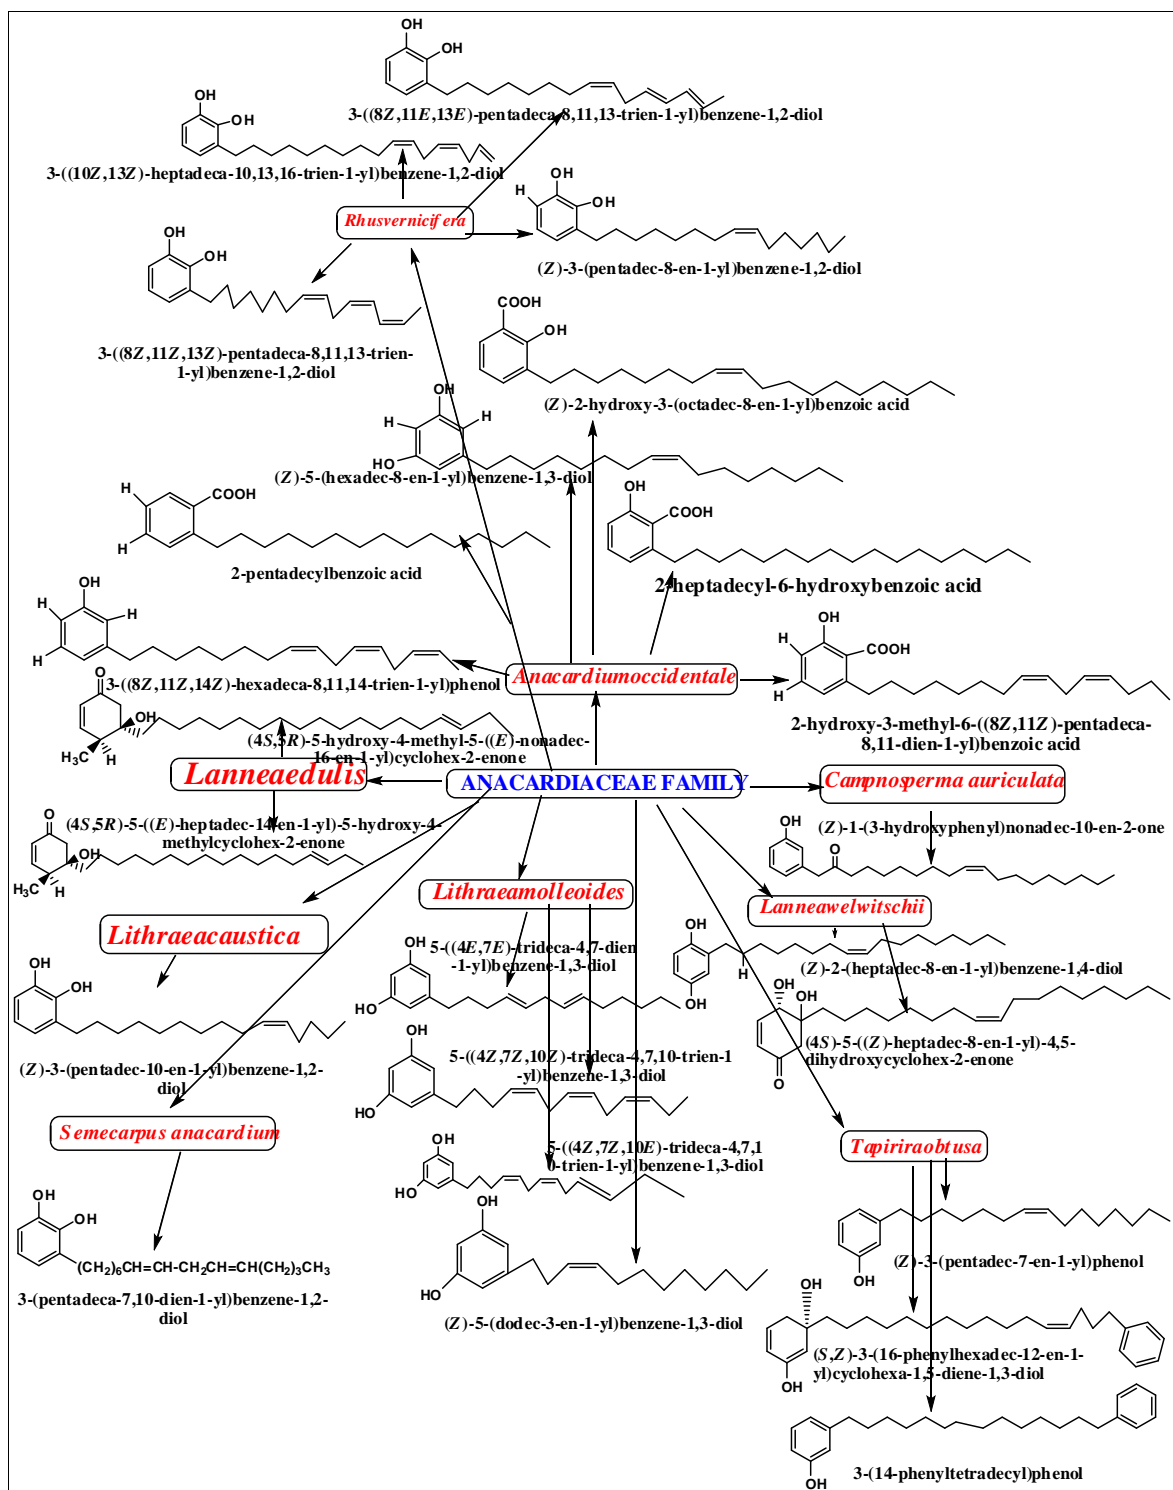 OH
OH
3-((8Z,11E,13E)-pentadeca-8,11,13-trien-1-yl)benzene-1,2-diol
OH
OH
3-((10Z,13Z)-heptadeca-10,13,16-trien-1-yl)benzene-1,2-diol
Rhusvernicifera
OH
H
OH
(Z)-3-(pentadec-8-en-1-yl)benzene-1,2-diol
OH
OH
3-((8Z,11Z,13Z)-pentadeca-8,11,13-trien-
1-yl)benzene-1,2-diol
COOH
OH
(Z)-2-hydroxy-3-(octadec-8-en-1-yl)benzoic acid
OH
H
H
HO
(Z)-5-(hexadec-8-en-1-yl)benzene-1,3-diol
H
COOH
H
2-pentadecylbenzoic acid
OH
COOH
2-heptadecyl-6-hydroxybenzoic acid
OH
H
H
H
3-((8Z,11Z,14Z)-hexadeca-8,11,14-trien-1-yl)phenol
Anacardiumoccidentale
OH
H
COOH
H
2-hydroxy-3-methyl-6-((8Z,11Z)-pentadeca-
8,11-dien-1-yl)benzoic acid
O
OH
H3C
H
(4S,5R)-5-hydroxy-4-methyl-5-((E)-nonadec-
16-en-1-yl)cyclohex-2-enone
Lanneaedulis
ANACARDIACEAE FAMILY
Campnosperma auriculata
(4S,5R)-5-((E)-heptadec-14-en-1-yl)-5-hydroxy-4-
methylcyclohex-2-enone
O
OH
H3C
H
(Z)-1-(3-hydroxyphenyl)nonadec-10-en-2-one
OH
O
Lithraeamolleoides
Lanneawelwitschii
Lithraeacaustica
5-((4E,7E)-trideca-4,7-dien
-1-yl)benzene-1,3-diol
OH
HO
OH
H
OH
(Z)-2-(heptadec-8-en-1-yl)benzene-1,4-diol
OH
OH
(Z)-3-(pentadec-10-en-1-yl)benzene-1,2-
diol
OH
OH
O
(4S)-5-((Z)-heptadec-8-en-1-yl)-4,5-
dihydroxycyclohex-2-enone
OH
HO
5-((4Z,7Z,10Z)-trideca-4,7,10-trien-1
-yl)benzene-1,3-diol
Semecarpus anacardium
Tapiriraobtusa
5-((4Z,7Z,10E)-trideca-4,7,1
0-trien-1-yl)benzene-1,3-diol
OH
HO
OH
OH
(CH2)6CH=CH-CH2CH=CH(CH2)3CH3
3-(pentadeca-7,10-dien-1-yl)benzene-1,2-
diol
OH
HO
(Z)-5-(dodec-3-en-1-yl)benzene-1,3-diol
OH
(Z)-3-(pentadec-7-en-1-yl)phenol
OH
OH
(S,Z)-3-(16-phenylhexadec-12-en-1-
yl)cyclohexa-1,5-diene-1,3-diol
OH
3-(14-phenyltetradecyl)phenol